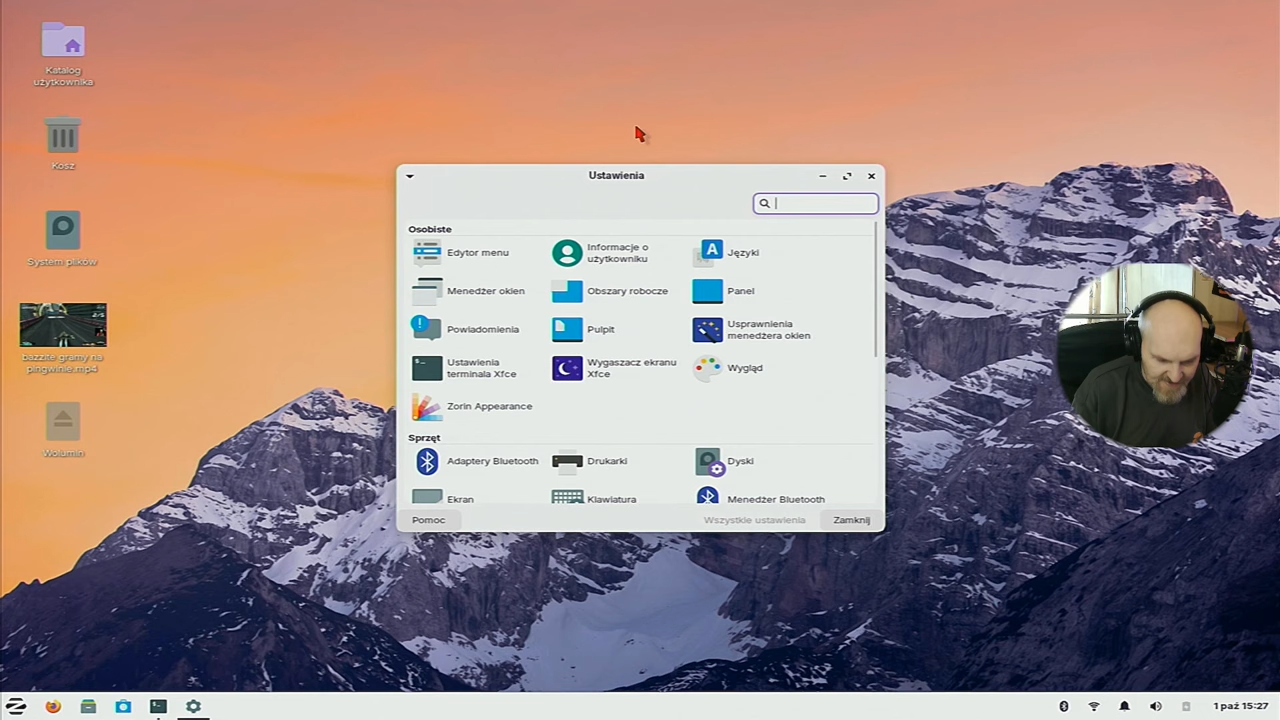 Katalog
użytkownika
Kosz
System plików
bazzite gramy na
pingwinie.mp4
Wolumin
Ustawienia
Osobiste
Edytor menu
Informacje o
użytkowniku
Języki
Menedżer okien
Obszary robocze
Panel
Powiadomienia
Pulpit
Usprawnienia
menedżera okien
Ustawienia
terminala Xfce
Wygaszacz ekranu
Xfce
Wygląd
Zorin Appearance
Sprzęt
Adaptery Bluetooth
Drukarki
Dyski
Ekran
Klawiatura
Menedżer Bluetooth
Pomoc
Wszystkie ustawienia
Zamknij
1 paź 15:27